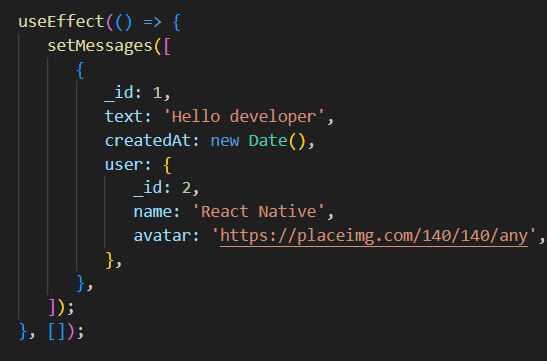 useEffect(() => {
setMessages([
{
_id: 1,
text: 'Hello developer',
createdAt: new Date(),
user: {
_id: 2,
name: 'React Native',
avatar: 'https://placeimg.com/140/140/any',
},
},
]);
}, []);